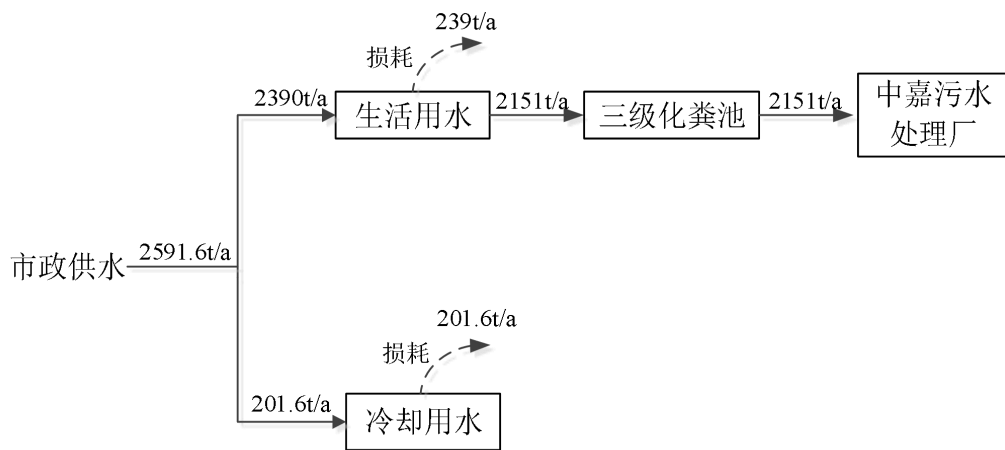 239t/a
损耗
2390t/a
生活用水
2151t/a
三级化粪池
2151t/a
中嘉污水
处理厂
市政供水
2591.6t/a
201.6t/a
损耗
201.6t/a
冷却用水